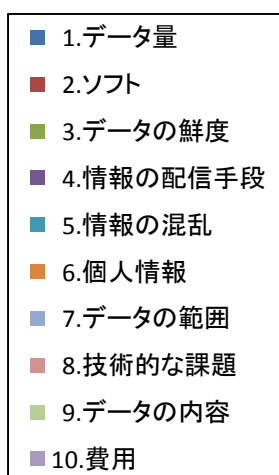 1.データ量
2.ソフト
3.データの鮮度
4.情報の配信手段
5.情報の混乱
6.個人情報
7.データの範囲
8.技術的な課題
9.データの内容
10.費用